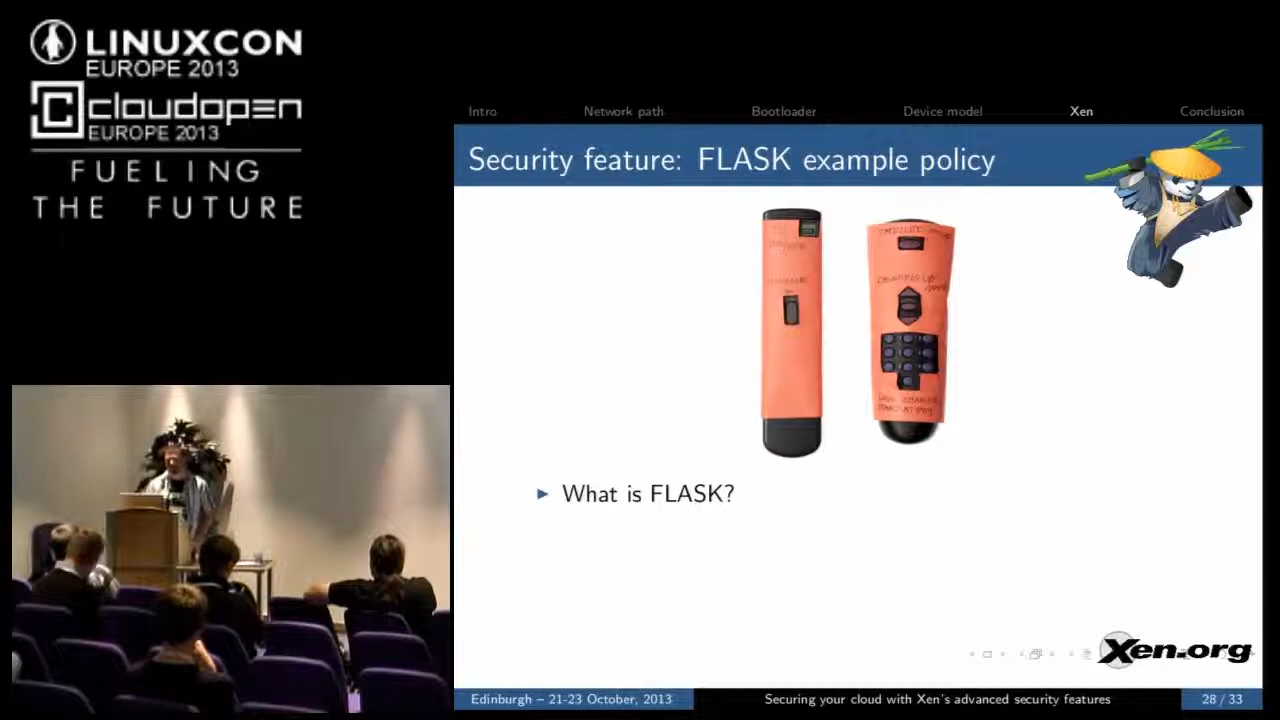 LINUXCON
EUROPE 2013
cloudopen
EUROPE 2013
FUELING
THE FUTURE
Intro Network path Bootloader Device model Xen Conclusion
Security feature: FLASK example policy
What is FLASK?
Xen.org
Edinburgh – 21-23 October, 2013 Securing your cloud with Xen's advanced security features 28 / 33